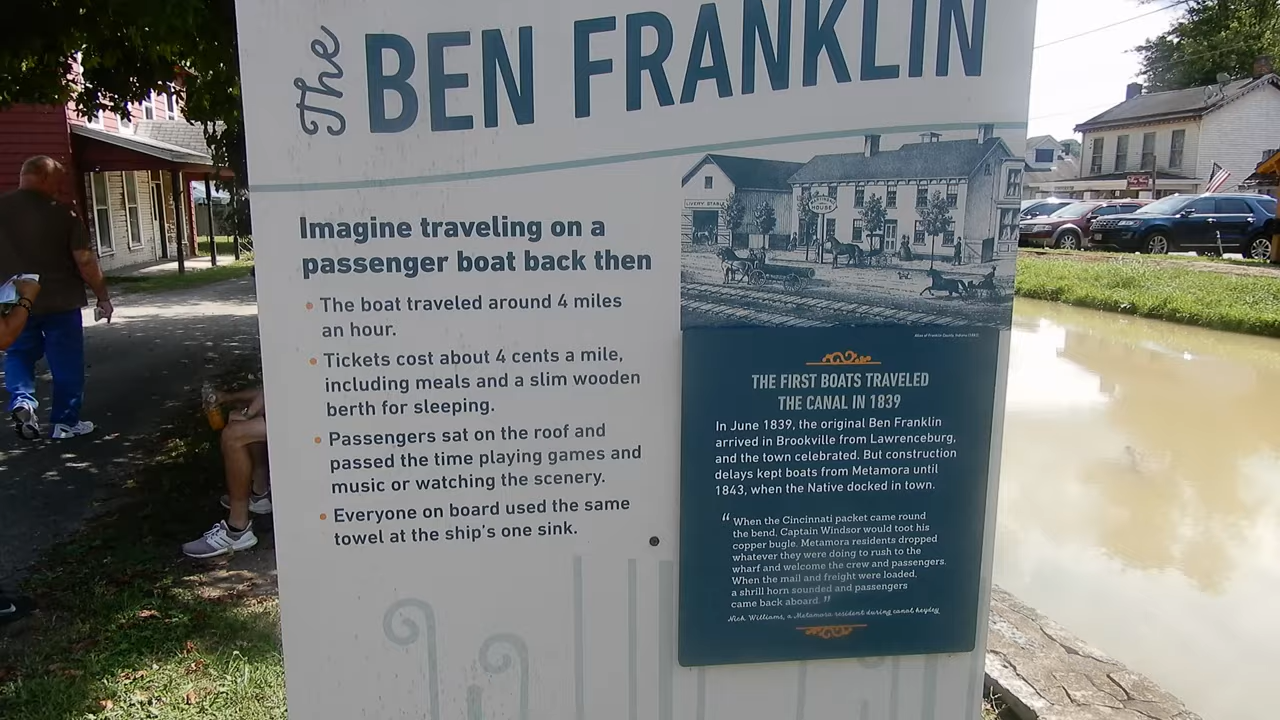 The BEN FRANKLIN
Imagine traveling on a
passenger boat back then
• The boat traveled around 4 miles
an hour.
• Tickets cost about 4 cents a mile,
including meals and a slim wooden
berth for sleeping.
• Passengers sat on the roof and
passed the time playing games and
music or watching the scenery.
• Everyone on board used the same
towel at the ship's one sink.
LIVERY STABLE
HOUSE
Atlas of Franklin County, Indiana (1882)
THE FIRST BOATS TRAVELED
THE CANAL IN 1839
In June 1839, the original Ben Franklin
arrived in Brookville from Lawrenceburg,
and the town celebrated. But construction
delays kept boats from Metamora until
1843, when the Native docked in town.
“ When the Cincinnati packet came round
the bend, Captain Windsor would toot his
copper bugle. Metamora residents dropped
whatever they were doing to rush to the
wharf and welcome the crew and passengers.
When the mail and freight were loaded,
a shrill horn sounded and passengers
came back aboard. ”
Nick Williams, a Metamora resident during canal heyday